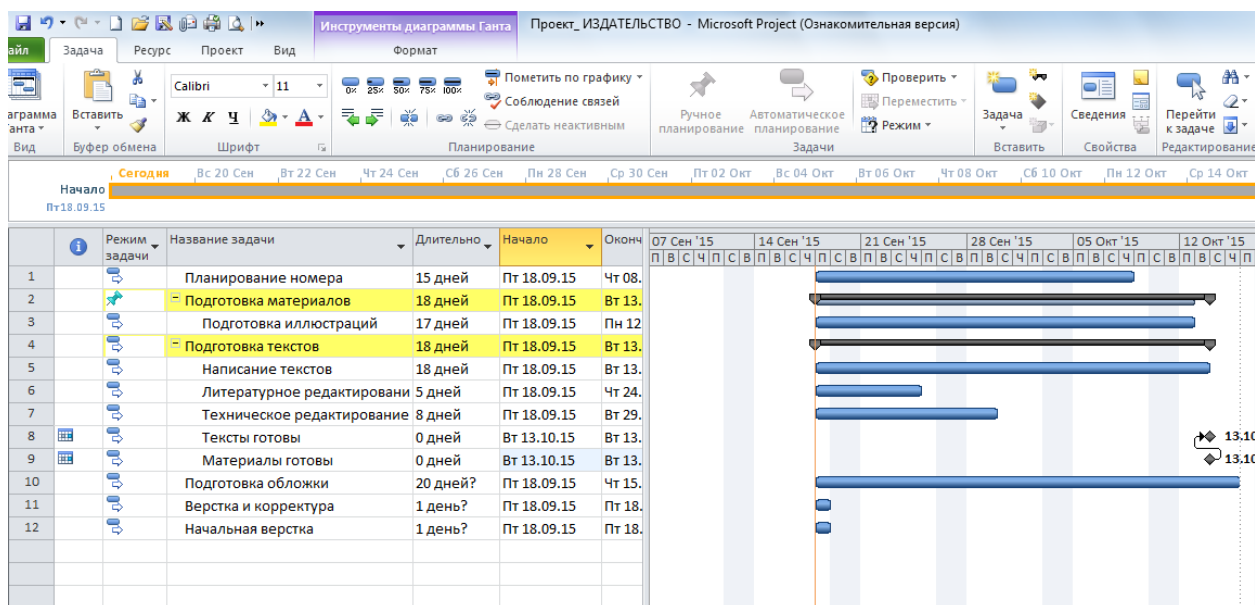 Инструменты диаграммы Ганта Проект_ИЗДАТЕЛЬСТВО - Microsoft Project (Ознакомительная версия)
айл Задача Ресурс Проект Вид Формат
Calibri 11 0% 25% 50% 75% 100% Пометить по графику Проверить
Соблюдение связей Переместить
аграмма Вставить Ж К Ч А Сделать неактивным Ручное Автоматическое Режим Задача Сведения Перейти
анта планирование планирование к задаче
Вид Буфер обмена Шрифт Планирование Задачи Вставить Свойства Редактирование
Сегодня Вс 20 Сен Вт 22 Сен Чт 24 Сен Сб 26 Сен Пн 28 Сен Ср 30 Сен Пт 02 Окт Вс 04 Окт Вт 06 Окт Чт 08 Окт Сб 10 Окт Пн 12 Окт Ср 14 Окт
Начало
Пт18.09.15
Режим задачи Название задачи Длительно Начало Оконч 07 Сен '15 14 Сен '15 21 Сен '15 28 Сен '15 05 Окт '15 12 Окт '15
П В С Ч П С В П В С Ч П С В П В С Ч П С В П В С Ч П С В П В С Ч П С В П В С Ч П
1 Планирование номера 15 дней Пт 18.09.15 Чт 08.
2 Подготовка материалов 18 дней Пт 18.09.15 Вт 13.
3 Подготовка иллюстраций 17 дней Пт 18.09.15 Пн 12
4 Подготовка текстов 18 дней Пт 18.09.15 Вт 13.
5 Написание текстов 18 дней Пт 18.09.15 Вт 13.
6 Литературное редактировани 5 дней Пт 18.09.15 Чт 24.
7 Техническое редактирование 8 дней Пт 18.09.15 Вт 29.
8 Тексты готовы 0 дней Вт 13.10.15 Вт 13. 13.10
9 Материалы готовы 0 дней Вт 13.10.15 Вт 13. 13.10
10 Подготовка обложки 20 дней? Пт 18.09.15 Чт 15.
11 Верстка и корректура 1 день? Пт 18.09.15 Пт 18.
12 Начальная верстка 1 день? Пт 18.09.15 Пт 18.